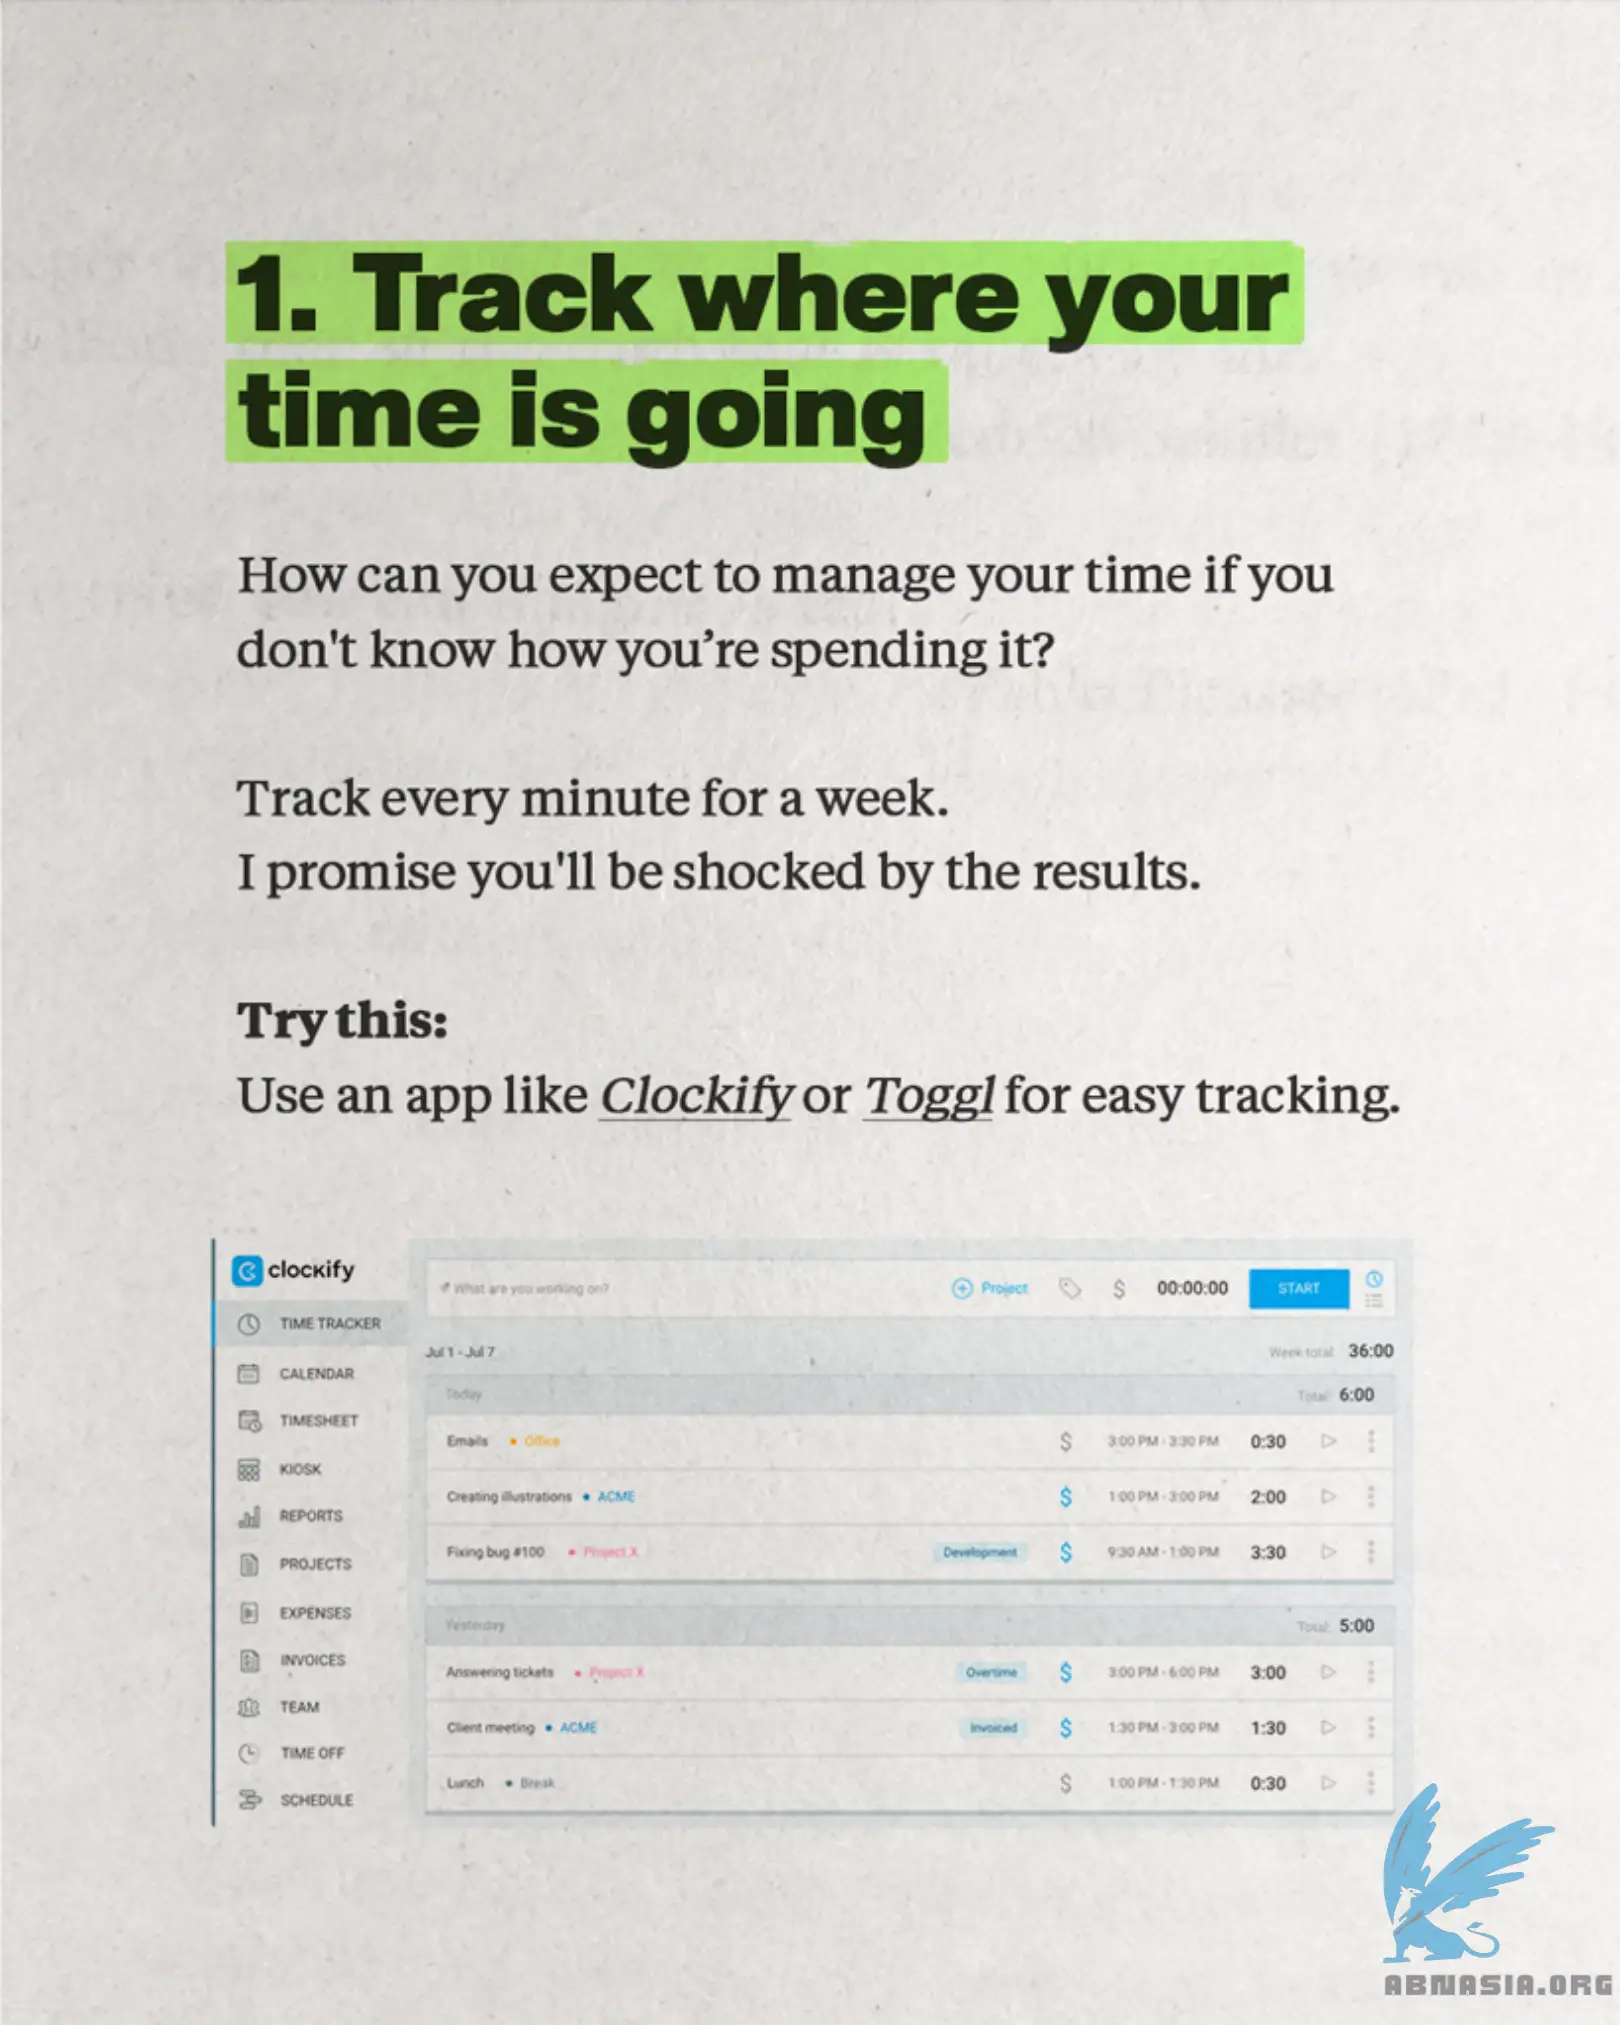 1. Track where your
time is going
How can you expect to manage your time if you
don't know how you’re spending it?
Track every minute for a week.
I promise you'll be shocked by the results.
Try this:
Use an app like Clockify or Toggl for easy tracking.
clockify
TIME TRACKER
CALENDAR
TIMESHEET
KIOSK
REPORTS
PROJECTS
EXPENSES
INVOICES
TEAM
TIME OFF
SCHEDULE
What are you working on? Project $ 00:00:00 START
Jul 1 - Jul 7 Week total: 36:00
Today Total: 6:00
Emails • Office $ 3:00 PM - 3:30 PM 0:30
Creating illustrations • ACME $ 1:00 PM - 3:00 PM 2:00
Fixing bug #100 • Project X Development $ 9:30 AM - 1:00 PM 3:30
Yesterday Total: 5:00
Answering tickets • Project X Overtime $ 3:00 PM - 6:00 PM 3:00
Client meeting • ACME Invoiced $ 1:30 PM - 3:00 PM 1:30
Lunch • Break $ 1:00 PM - 1:30 PM 0:30
ABNASIA.ORG